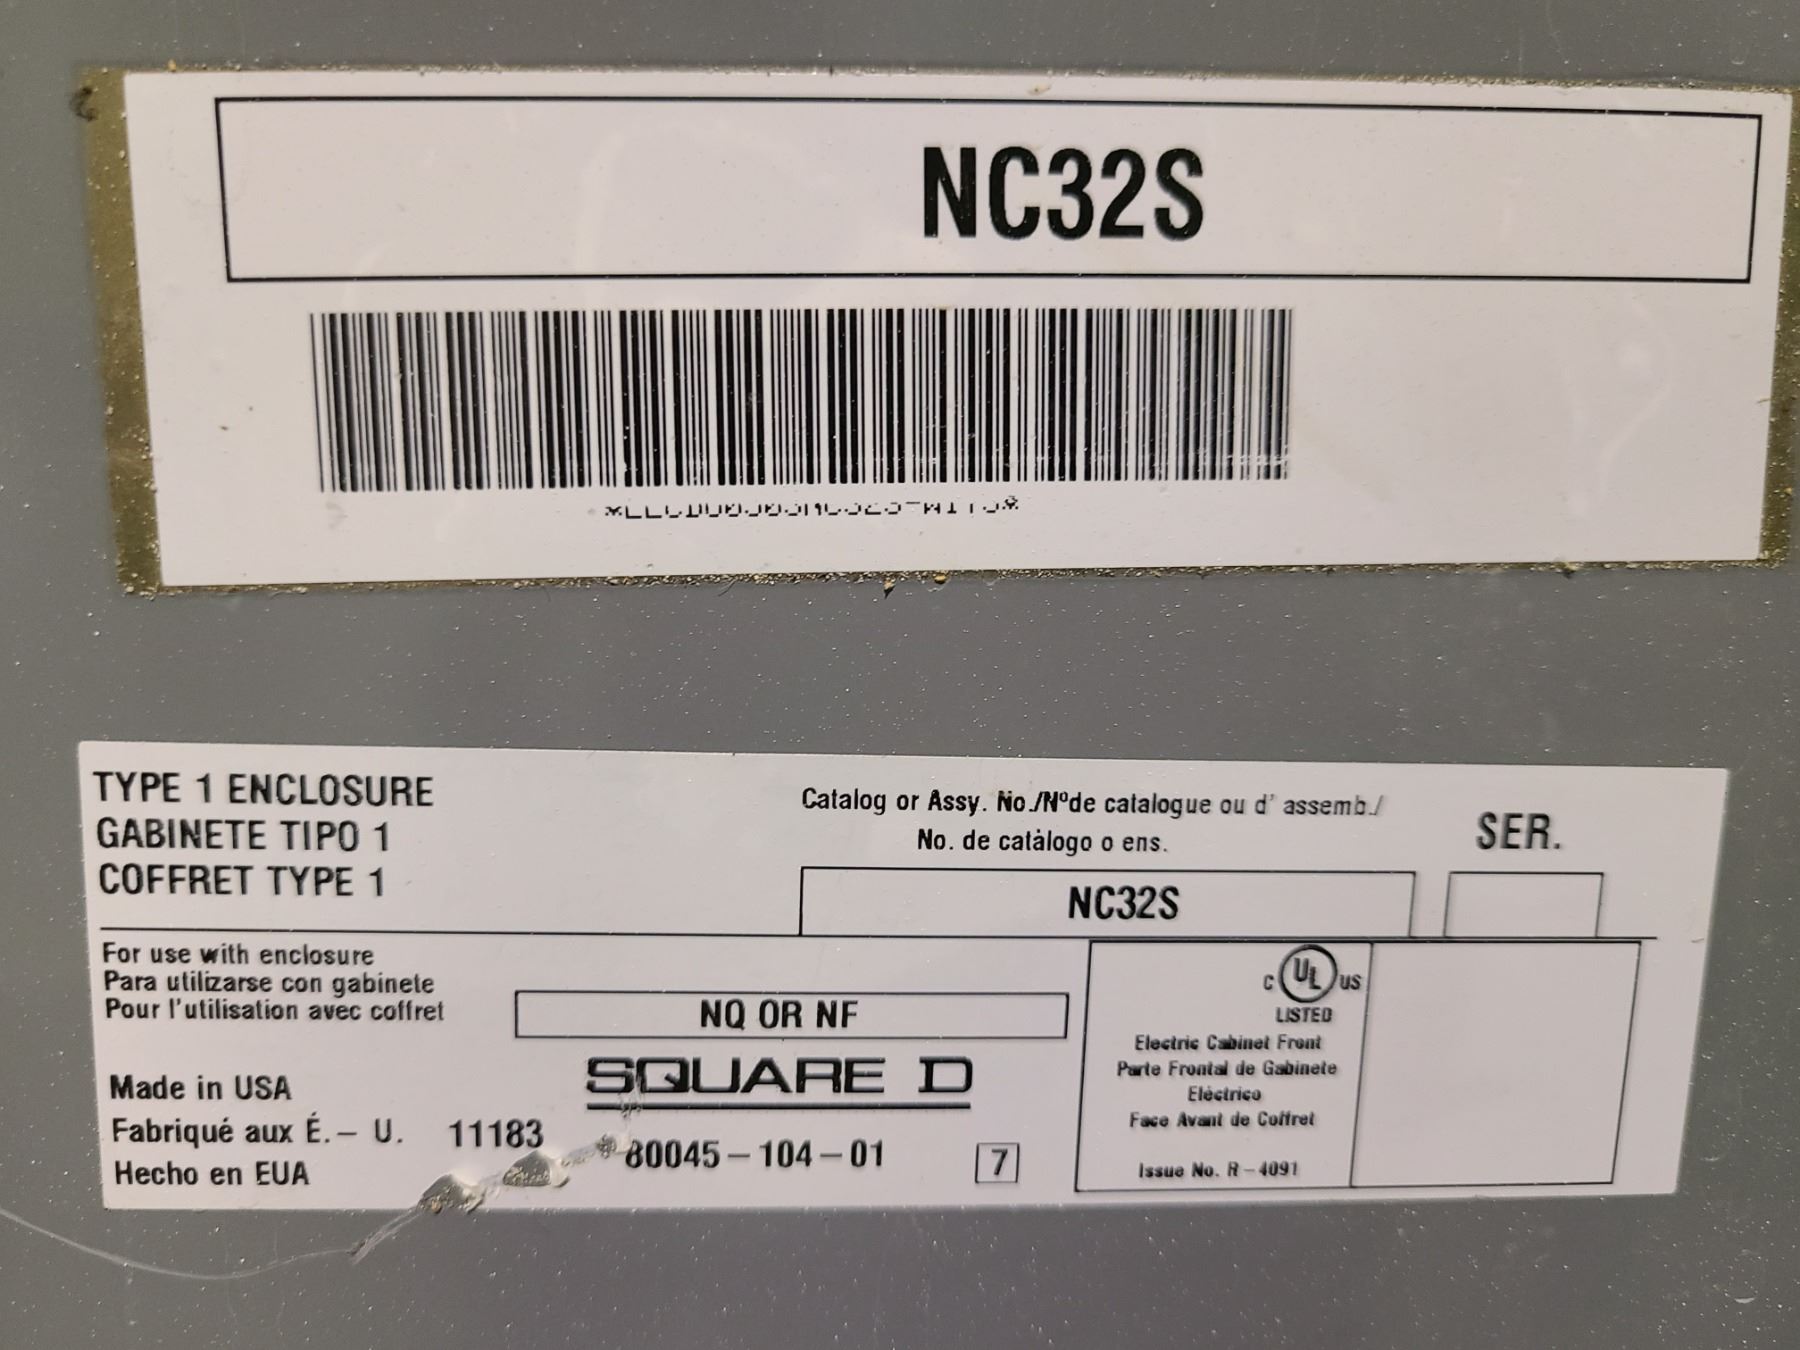 NC32S
TYPE 1 ENCLOSURE
GABINETE TIPO 1
COFFRET TYPE 1
Catalog or Assy. No./Nºde catalogue ou d' assemb./
No. de catálogo o ens.
SER.
NC32S
For use with enclosure
Para utilizarse con gabinete
Pour l'utilisation avec coffret
NQ OR NF
Made in USA
Fabriqué aux É.– U.
Hecho en EUA
11183
SQUARE D
80045–104–01
7
C UL US
LISTED
Electric Cabinet Front
Parte Frontal de Gabinete
Eléctrico
Face Avant de Coffret
Issue No. R–4091